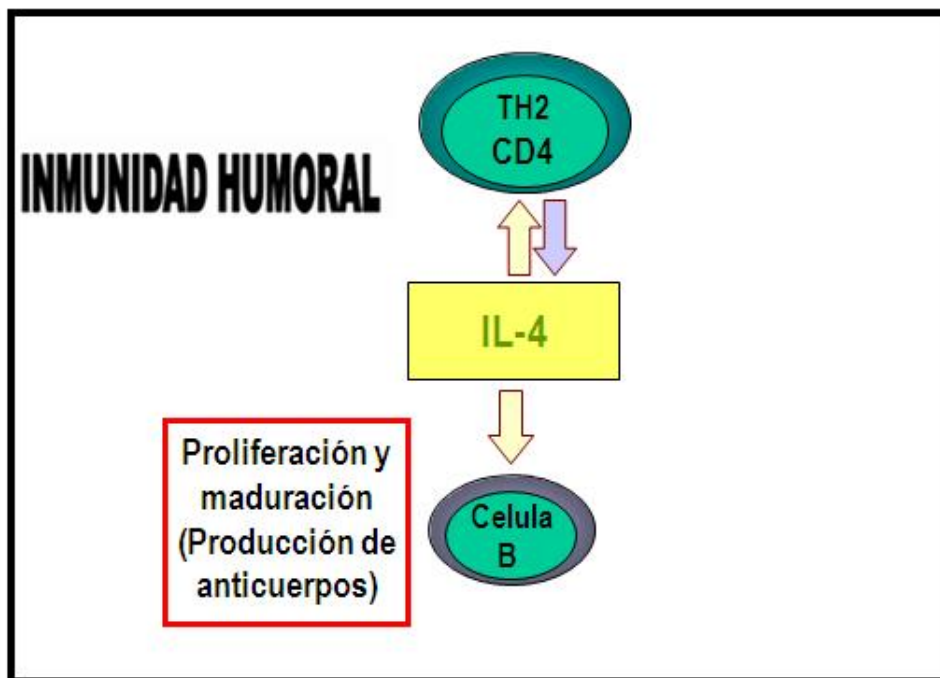 TH2
CD4
INMUNIDAD HUMORAL
IL-4
Proliferación y
maduración
(Producción de
anticuerpos)
Celula
B